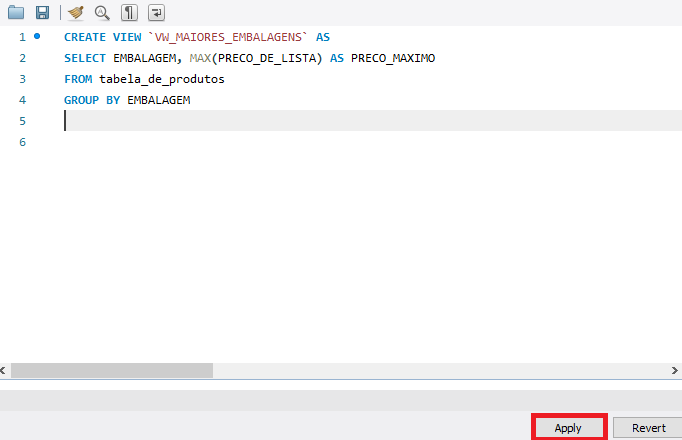 1 CREATE VIEW `VW_MAIORES_EMBALAGENS` AS
2 SELECT EMBALAGEM, MAX(PRECO_DE_LISTA) AS PRECO_MAXIMO
3 FROM tabela_de_produtos
4 GROUP BY EMBALAGEM
5
6
Apply Revert